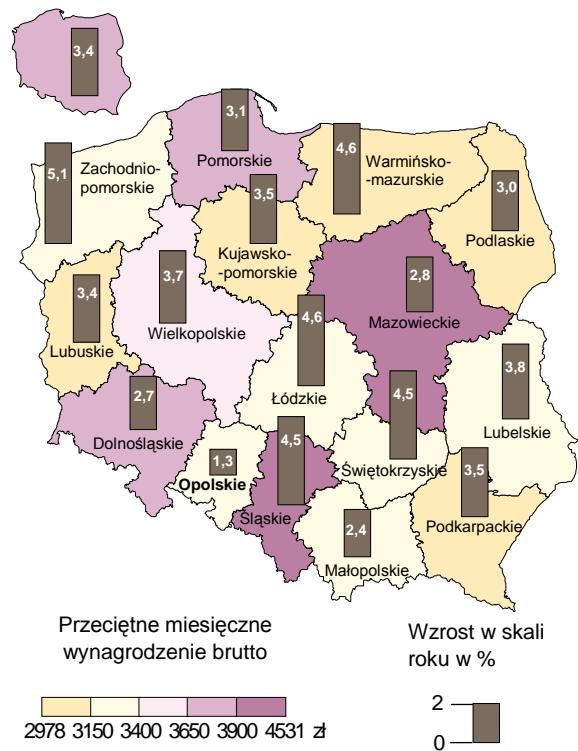 3,4
3,1
Pomorskie
4,6
Warmińsko-
-mazurskie
5,1
Zachodnio-
pomorskie
3,5
Kujawsko-
-pomorskie
3,0
Podlaskie
3,7
Wielkopolskie
2,8
Mazowieckie
3,4
Lubuskie
4,6
Łódzkie
2,7
Dolnośląskie
4,5
Świętokrzyskie
3,8
Lubelskie
1,3
Opolskie
4,5
Śląskie
3,5
Podkarpackie
2,4
Małopolskie
Przeciętne miesięczne
wynagrodzenie brutto
2978 3150 3400 3650 3900 4531 zł
Wzrost w skali
roku w %
2
0